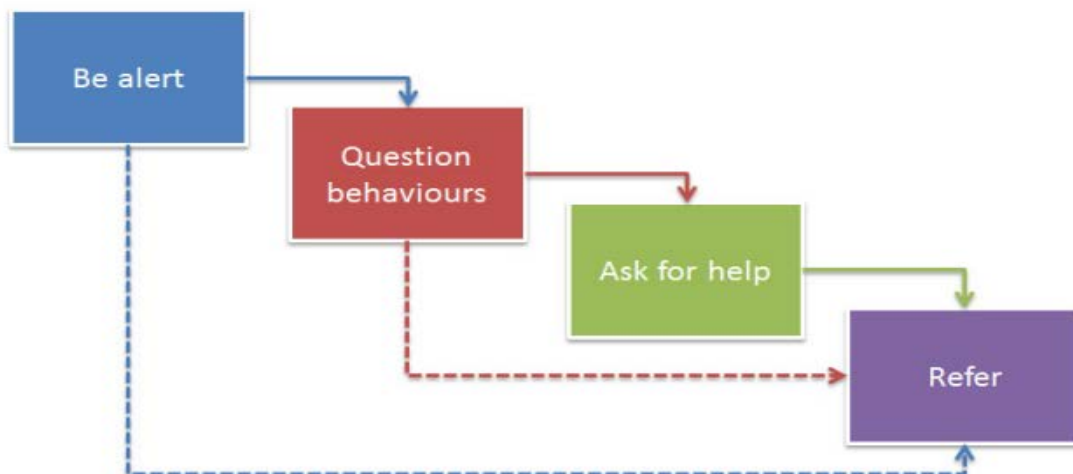 Be alert
Question
behaviours
Ask for help
Refer